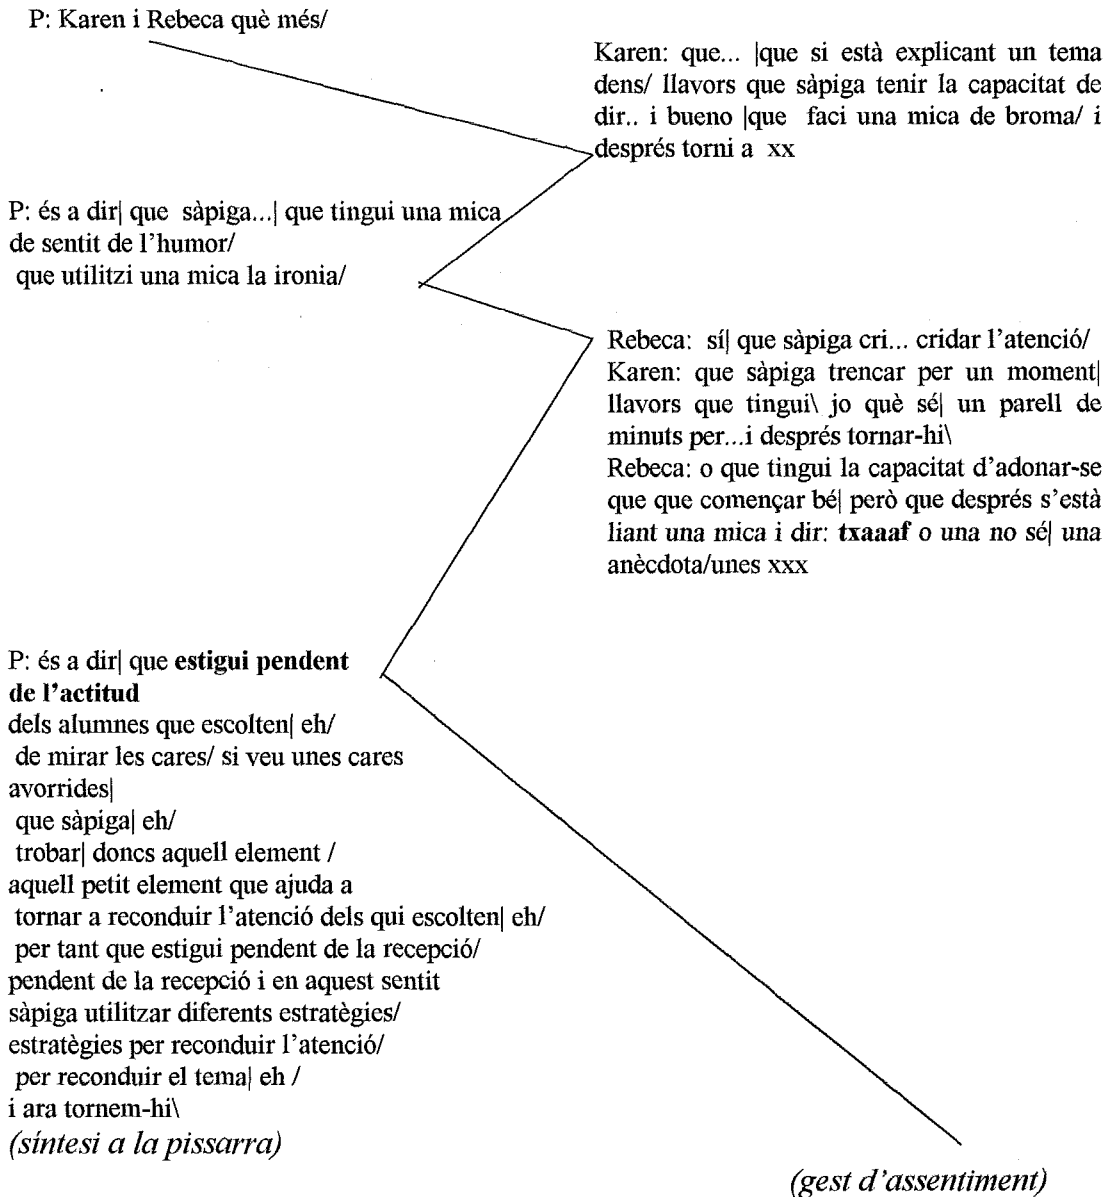 P: Karen i Rebeca què més/
Karen: que... |que si està explicant un tema
dens/ llavors que sàpiga tenir la capacitat de
dir.. i bueno |que faci una mica de broma/ i
després torni a xx
P: és a dir| que sàpiga...| que tingui una mica
de sentit de l'humor/
que utilitzi una mica la ironia/
Rebeca: sí| que sàpiga cri... cridar l'atenció/
Karen: que sàpiga trencar per un moment|
llavors que tingui\ jo què sé| un parell de
minuts per...i després tornar-hi\
Rebeca: o que tingui la capacitat d'adonar-se
que que començar bé| però que després s'està
liant una mica i dir: txaaaf o una no sé| una
anècdota/unes xxx
P: és a dir| que estigui pendent
de l'actitud
dels alumnes que escolten| eh/
de mirar les cares/ si veu unes cares
avorrides|
que sàpiga| eh/
trobar| doncs aquell element /
aquell petit element que ajuda a
tornar a reconduir l'atenció dels qui escolten| eh/
per tant que estigui pendent de la recepció/
pendent de la recepció i en aquest sentit
sàpiga utilitzar diferents estratègies/
estratègies per reconduir l'atenció/
per reconduir el tema| eh /
i ara tornem-hi\
(síntesi a la pissarra)
(gest d'assentiment)